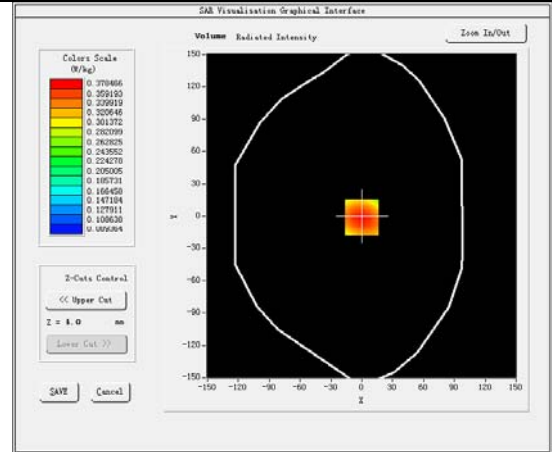 SAR Visualisation Graphical Interface
Volume Radiated Intensity
Zoom In/Out
Colors Scale
(W/kg)
0.378466
0.359193
0.339919
0.320646
0.301372
0.282099
0.262825
0.243552
0.224278
0.205005
0.185731
0.166458
0.147184
0.127911
0.108638
Z-Cuts Control
<< Upper Cut
Z = 4.0 mm
Lower Cut >>
SAVE Cancel
150
120
90
60
30
0
-30
-60
-90
-120
-150
Y
-150 -120 -90 -60 -30 0 30 60 90 120 150
X